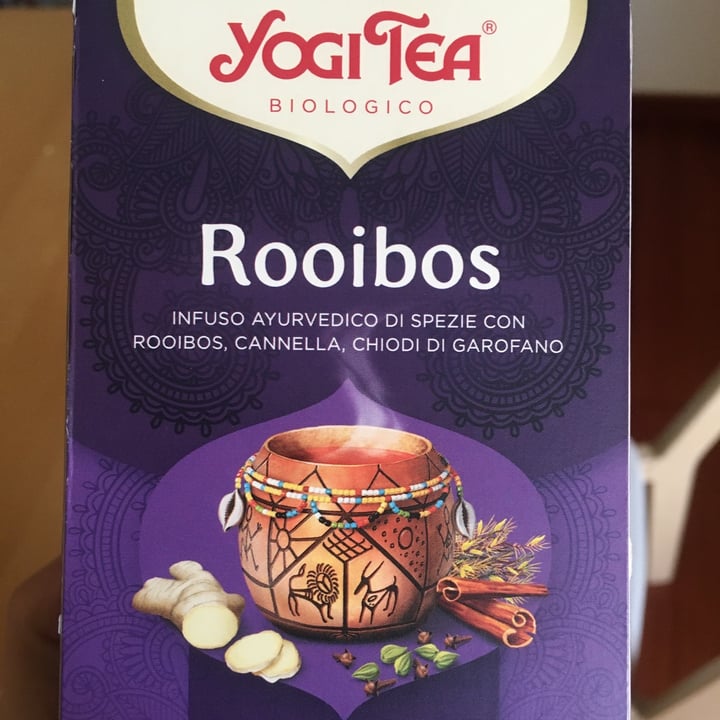 YOGI TEA®
BIOLOGICO
Rooibos
INFUSO AYURVEDICO DI SPEZIE CON
ROOIBOS, CANNELLA, CHIODI DI GAROFANO